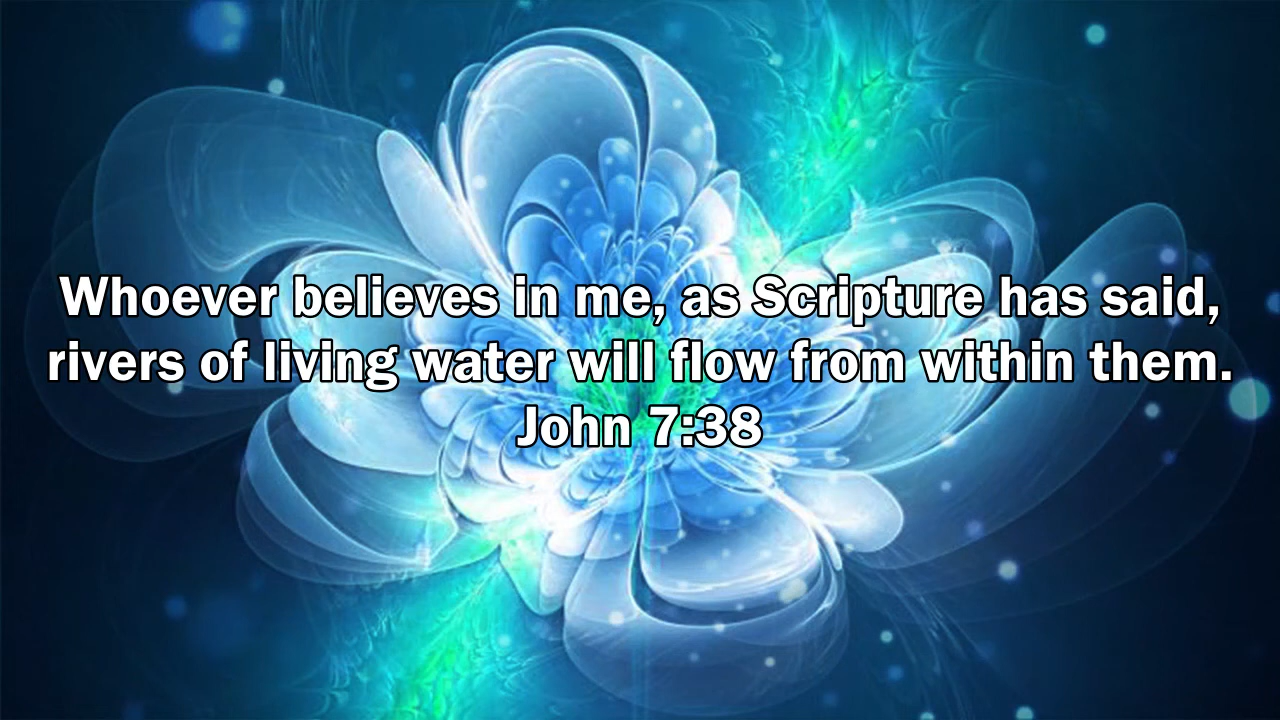 Whoever believes in me, as Scripture has said,
rivers of living water will flow from within them.
John 7:38